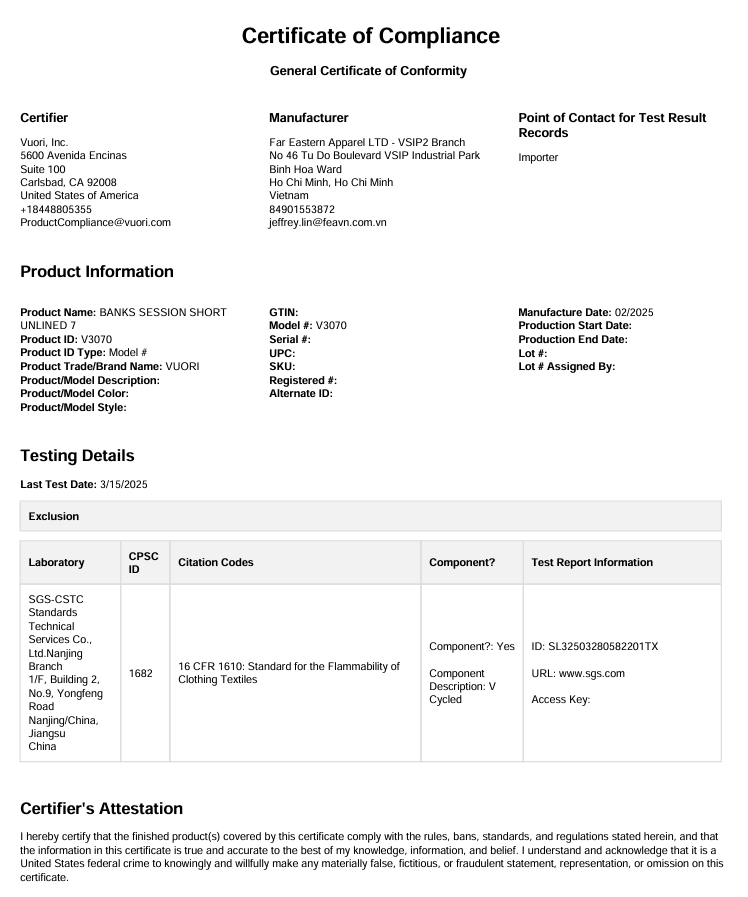 Certificate of Compliance
General Certificate of Conformity
Certifier
Vuori, Inc.
5600 Avenida Encinas
Suite 100
Carlsbad, CA 92008
United States of America
+18448805355
ProductCompliance@vuori.com
Manufacturer
Far Eastern Apparel LTD - VSIP2 Branch
No 46 Tu Do Boulevard VSIP Industrial Park
Binh Hoa Ward
Ho Chi Minh, Ho Chi Minh
Vietnam
84901553872
jeffrey.lin@feavn.com.vn
Point of Contact for Test Result
Records
Importer
Product Information
Product Name: BANKS SESSION SHORT
UNLINED 7
Product ID: V3070
Product ID Type: Model #
Product Trade/Brand Name: VUORI
Product/Model Description:
Product/Model Color:
Product/Model Style:
GTIN:
Model #: V3070
Serial #:
UPC:
SKU:
Registered #:
Alternate ID:
Manufacture Date: 02/2025
Production Start Date:
Production End Date:
Lot #:
Lot # Assigned By:
Testing Details
Last Test Date: 3/15/2025
Exclusion
Laboratory
CPSC
ID
Citation Codes
Component?
Test Report Information
SGS-CSTC
Standards
Technical
Services Co.,
Ltd.Nanjing
Branch
1/F, Building 2,
No.9, Yongfeng
Road
Nanjing/China,
Jiangsu
China
1682
16 CFR 1610: Standard for the Flammability of
Clothing Textiles
Component?: Yes
Component
Description: V
Cycled
ID: SL32503280582201TX
URL: www.sgs.com
Access Key:
Certifier's Attestation
I hereby certify that the finished product(s) covered by this certificate comply with the rules, bans, standards, and regulations stated herein, and that
the information in this certificate is true and accurate to the best of my knowledge, information, and belief. I understand and acknowledge that it is a
United States federal crime to knowingly and willfully make any materially false, fictitious, or fraudulent statement, representation, or omission on this
certificate.